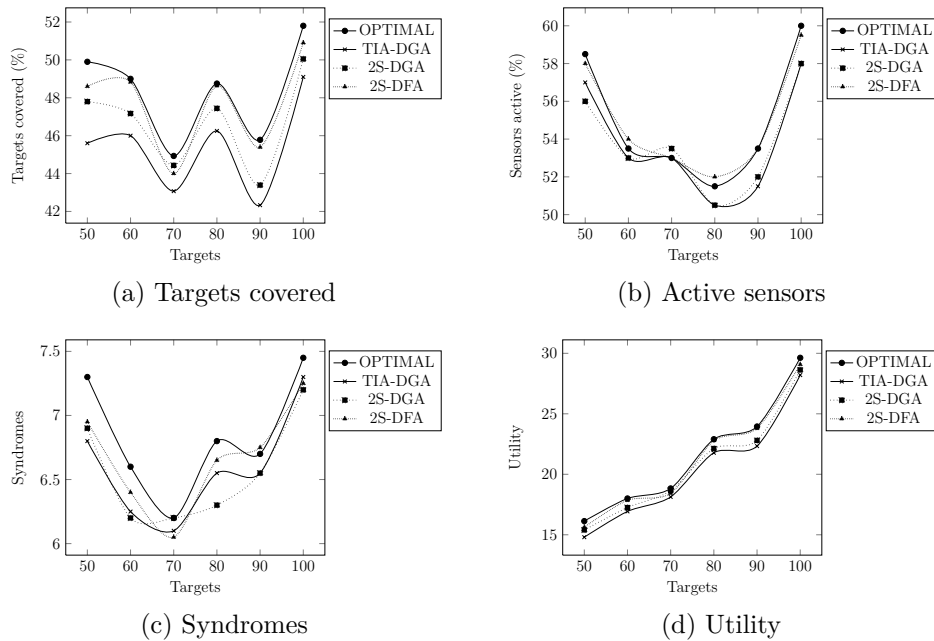 52
50
48
46
44
42
Targets covered (%)
50 60 70 80 90 100
Targets
OPTIMAL
TIA-DGA
2S-DGA
2S-DFA
(a) Targets covered
60
58
56
54
52
50
Sensors active (%)
50 60 70 80 90 100
Targets
OPTIMAL
TIA-DGA
2S-DGA
2S-DFA
(b) Active sensors
7.5
7
6.5
6
Syndromes
50 60 70 80 90 100
Targets
OPTIMAL
TIA-DGA
2S-DGA
2S-DFA
(c) Syndromes
30
25
20
15
Utility
50 60 70 80 90 100
Targets
OPTIMAL
TIA-DGA
2S-DGA
2S-DFA
(d) Utility